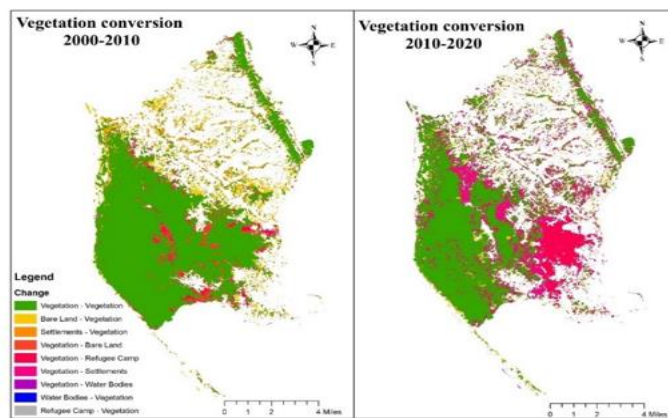 Vegetation conversion
2000-2010
N
W
E
S
Legend
Change
Vegetation - Vegetation
Bare Land - Vegetation
Settlements - Vegetation
Vegetation - Bare Land
Vegetation - Refugee Camp
Vegetation - Settlements
Vegetation - Water Bodies
Water Bodies - Vegetation
Refugee Camp - Vegetation
0 1 2 4
Miles
Vegetation conversion
2010-2020
N
W
E
S
0 1 2 4
Miles